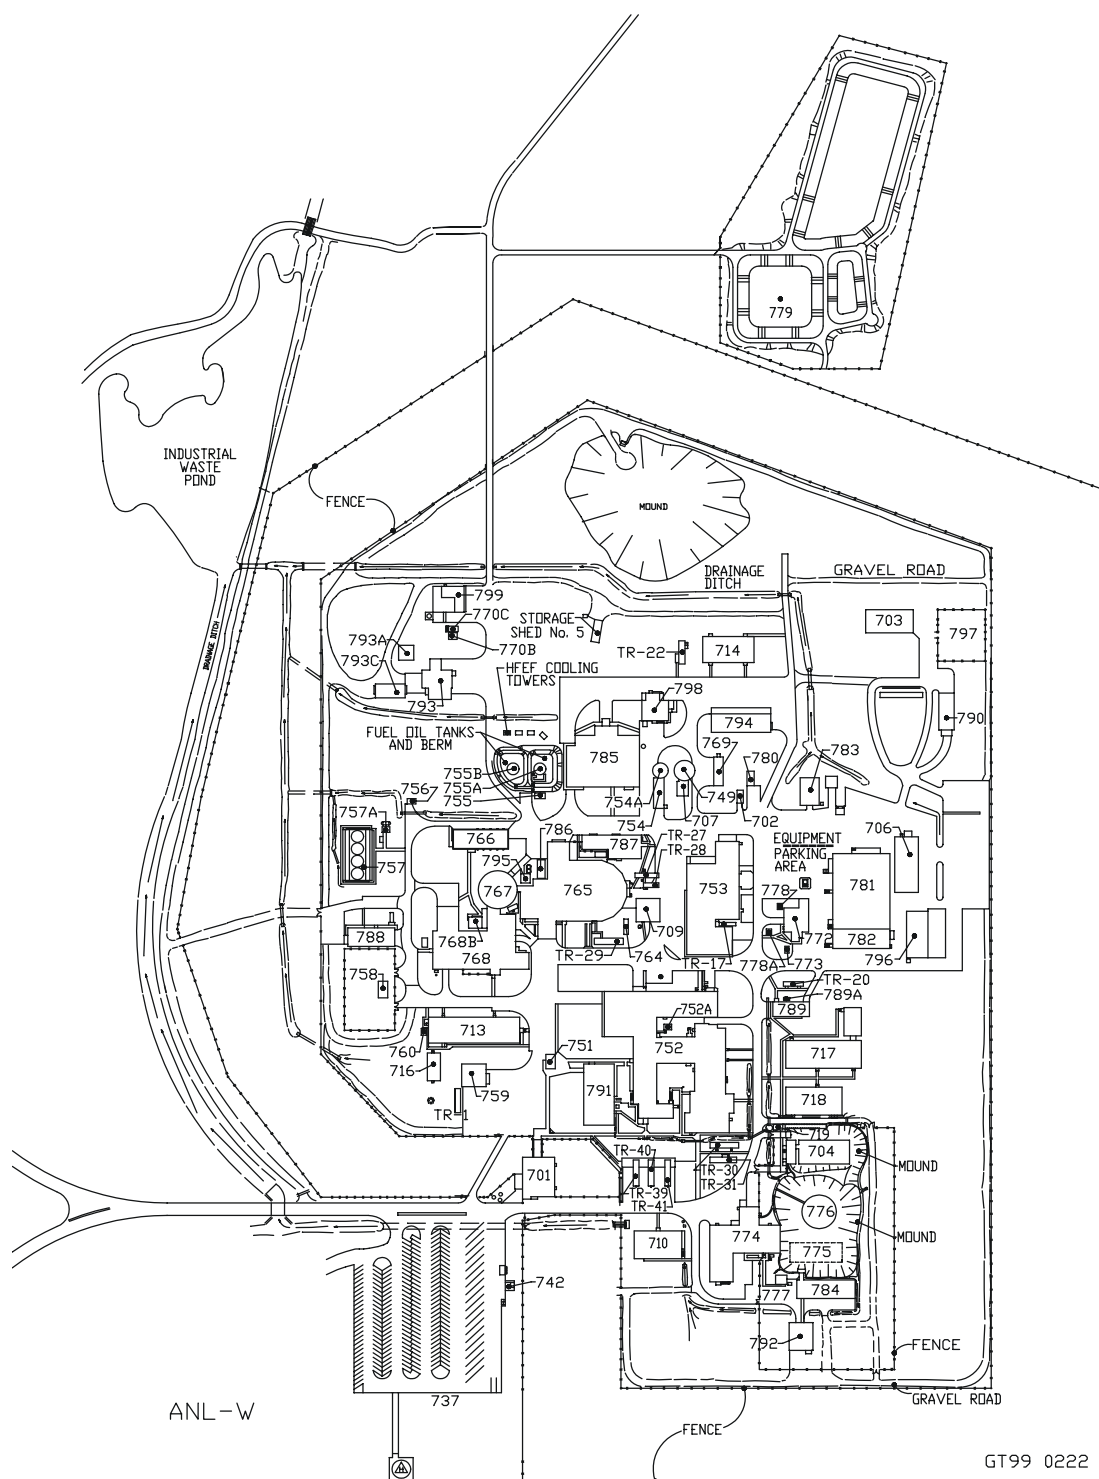 779
INDUSTRIAL
WASTE
POND
FENCE
MOUND
DRAINAGE
DITCH
GRAVEL ROAD
DRAINAGE DITCH
799
770C
770B
STORAGE
SHED No. 5
703
797
793A
793C
793
TR-22
714
HFEF COOLING
TOWERS
798
794
790
FUEL OIL TANKS
AND BERM
785
769
780
783
755B
755A
755
754A
754
749
707
702
756
757A
757
766
786
787
TR-27
TR-28
EQUIPMENT
PARKING
AREA
706
795
767
765
753
778
781
709
772
782
796
788
768B
768
TR-29
764
TR-17
778A
773
758
TR-20
789A
789
752A
752
713
760
716
751
717
759
791
718
TR-1
719
704
MOUND
701
TR-40
TR-39
TR-41
TR-30
TR-31
776
MOUND
710
774
775
777
784
742
792
FENCE
737
GRAVEL ROAD
FENCE
ANL-W
GT99 0222